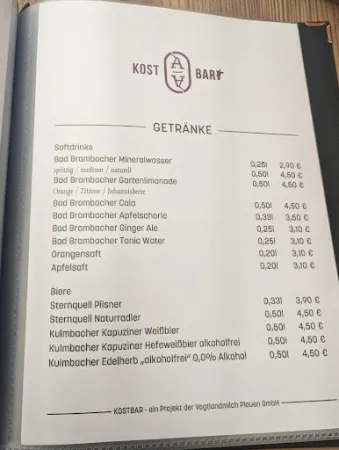 KOST BAR
GETRÄNKE
Softdrinks
Bad Brambacher Mineralwasser 0,25l 2,90 €
spritzig / medium / naturell 0,50l 4,50 €
Bad Brambacher Gartenlimonade 0,50l 4,50 €
Orange / Zitrone / Johannisbeere
Bad Brambacher Cola 0,50l 4,50 €
Bad Brambacher Apfelschorle 0,33l 3,50 €
Bad Brambacher Ginger Ale 0,25l 3,10 €
Bad Brambacher Tonic Water 0,25l 3,10 €
Orangensaft 0,20l 3,10 €
Apfelsaft 0,20l 3,10 €
Biere
Sternquell Pilsner 0,33l 3,90 €
Sternquell Naturradler 0,50l 4,50 €
Kulmbacher Kapuziner Weißbier 0,50l 4,50 €
Kulmbacher Kapuziner Hefeweißbier alkoholfrei 0,50l 4,50 €
Kulmbacher Edelherb „alkoholfrei“ 0,0% Alkohol 0,50l 4,50 €
KOSTBAR - ein Projekt der Vogtlandmilch Plauen GmbH